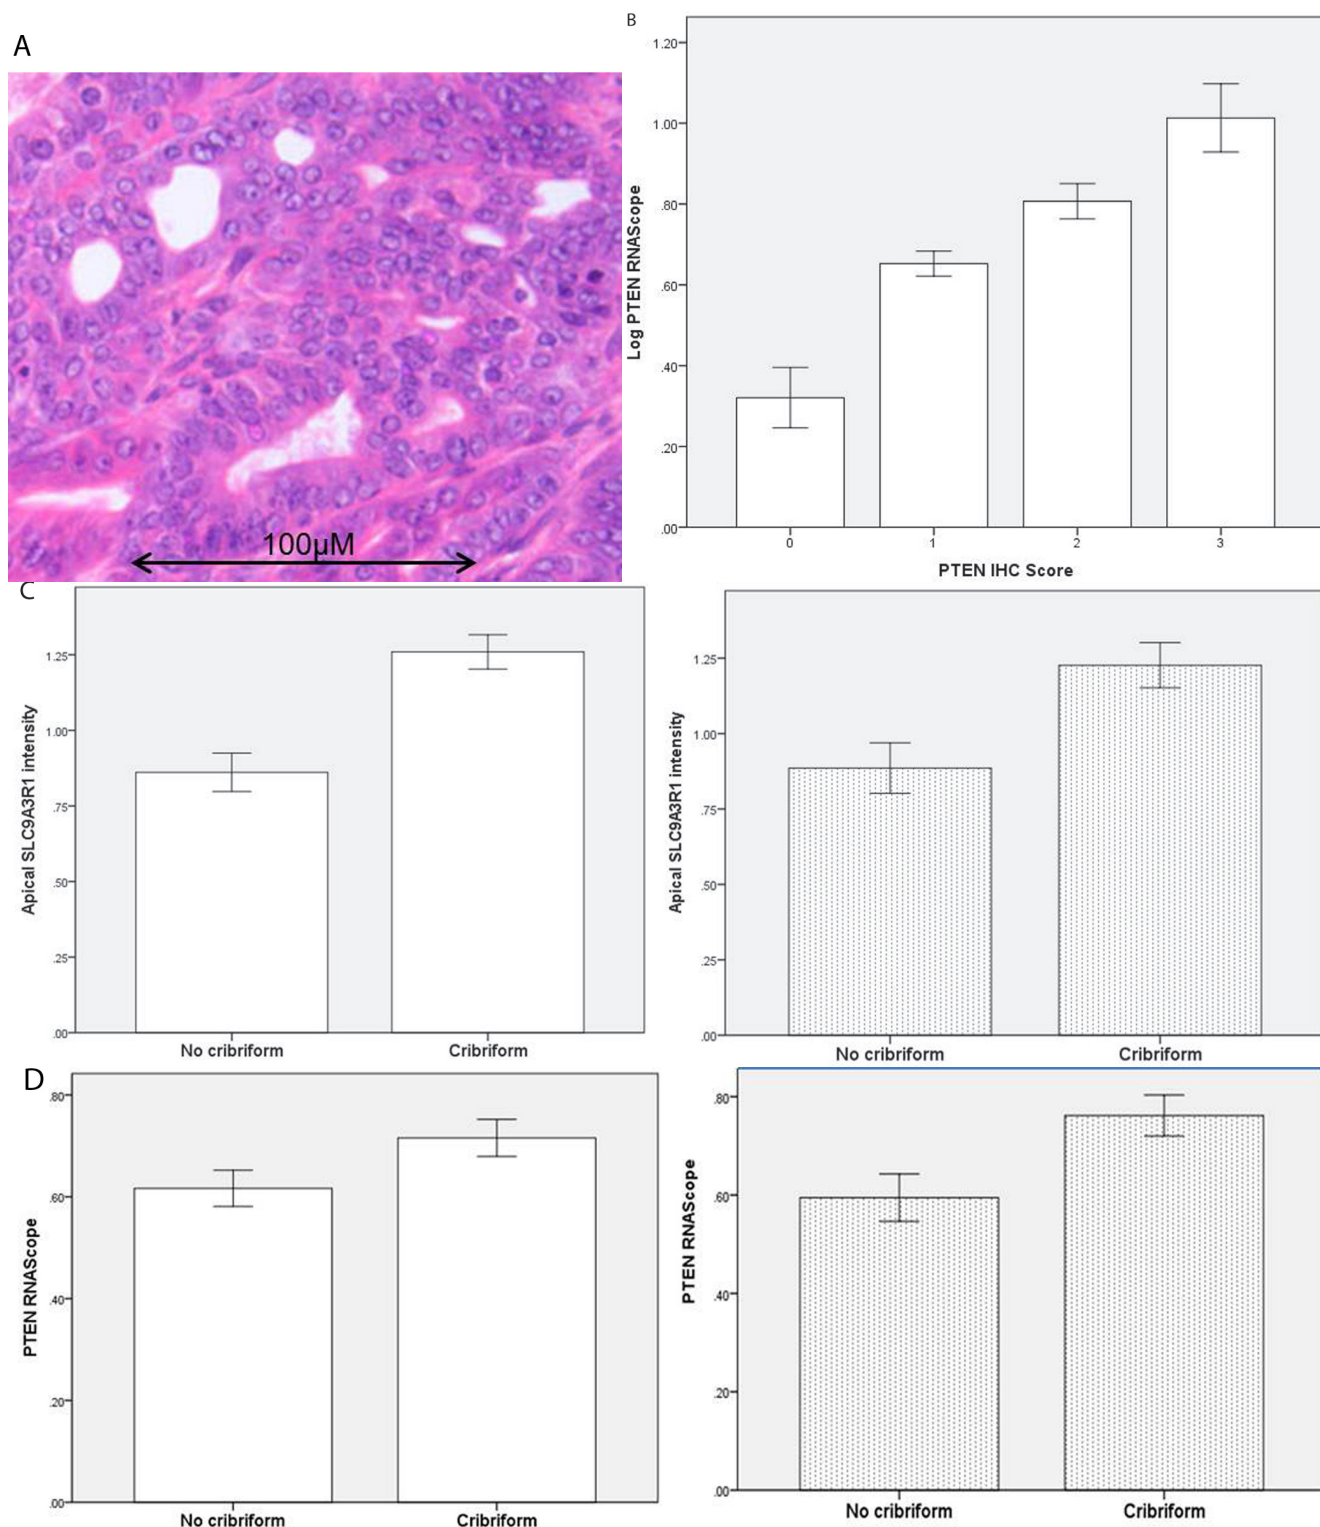 A
100µM
B
1.20
1.00
.80
.60
.40
.20
.00
Log PTEN RNAScope
0 1 2 3
PTEN IHC Score
C
1.25
1.00
.75
.50
.25
.00
Apical SLC9A3R1 intensity
No cribriform Cribriform
1.25
1.00
.75
.50
.25
.00
Apical SLC9A3R1 intensity
No cribriform Cribriform
D
.80
.60
.40
.20
.00
PTEN RNAScope
No cribriform Cribriform
.80
.60
.40
.20
.00
PTEN RNAScope
No cribriform Cribriform